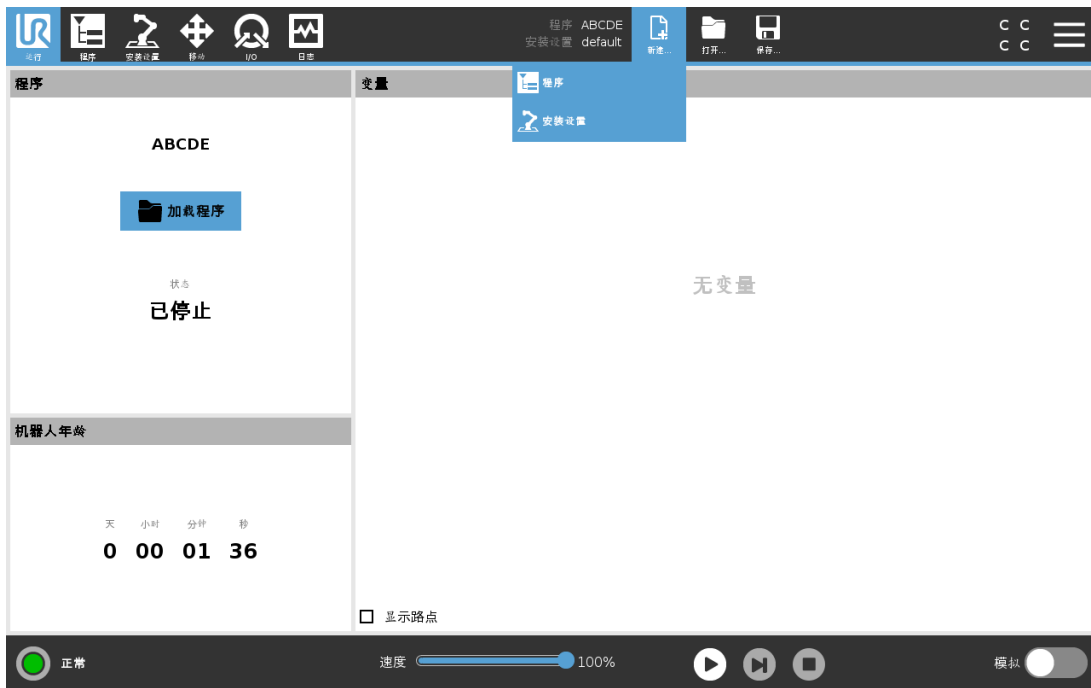 UR
程序 ABCDE
安装设置 default
C C
C C
运行
程序
安装设置
移动
I/O
日志
新建...
打开...
保存...
程序
安装设置
程序
变量
ABCDE
加载程序
状态
已停止
无变量
机器人年龄
天 小时 分钟 秒
0 00 01 36
显示路点
正常
速度
100%
模拟